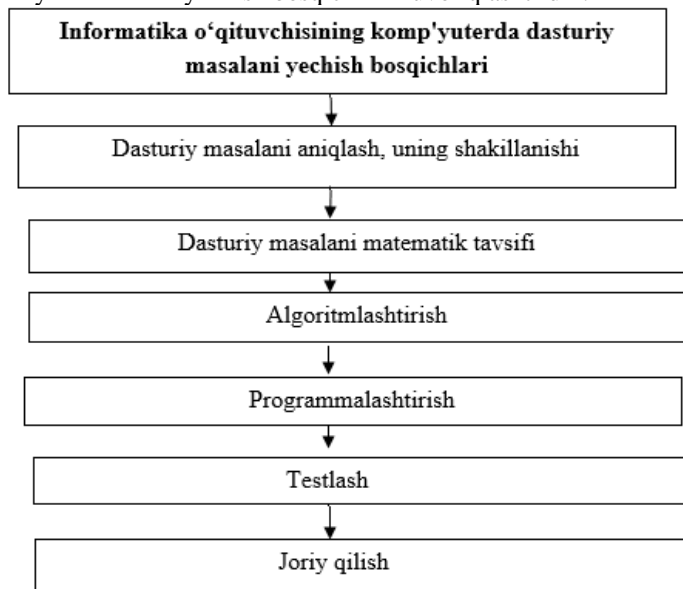 Informatika o‘qituvchisining komp'yuterda dasturiy
masalani yechish bosqichlari
Dasturiy masalani aniqlash, uning shakillanishi
Dasturiy masalani matematik tavsifi
Algoritmlashtirish
Programmalashtirish
Testlash
Joriy qilish